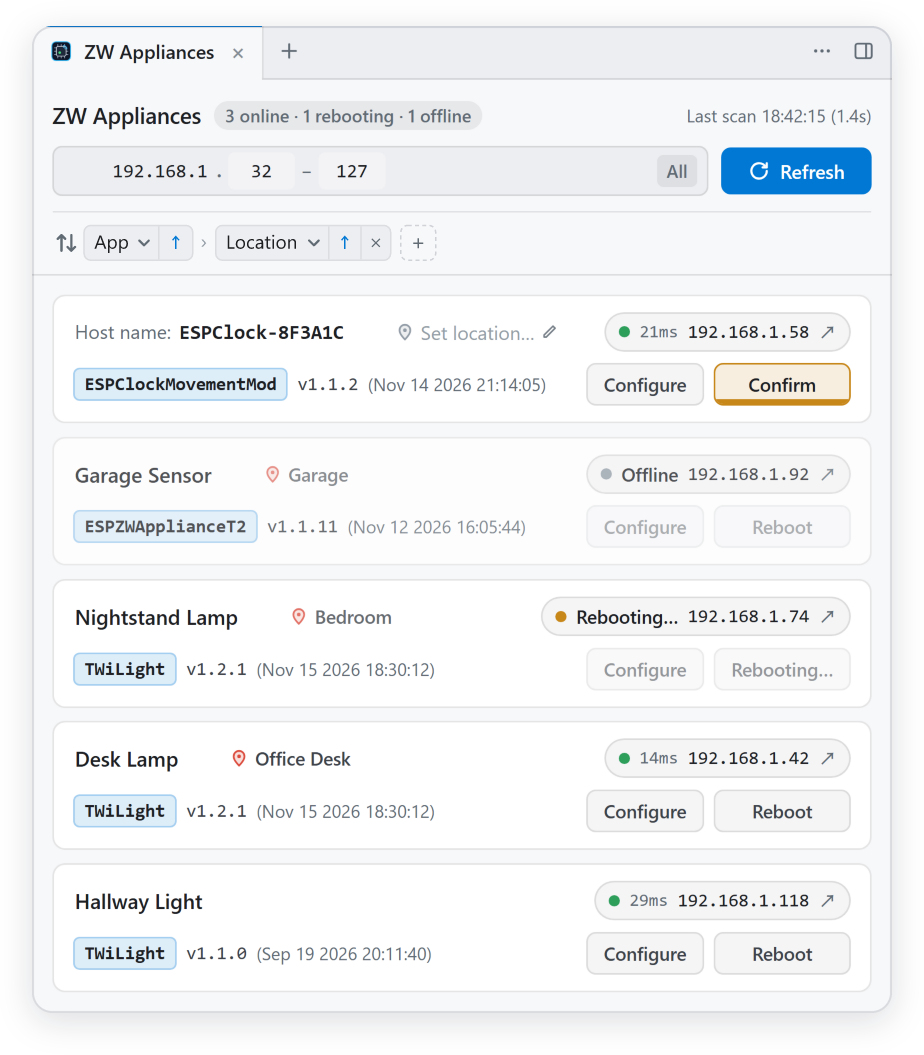 ZW Appliances
ZW Appliances 3 online · 1 rebooting · 1 offline Last scan 18:42:15 (1.4s)
192.168.1 . 32 – 127 All Refresh
App ↑ › Location ↑ × +
Host name: ESPClock-8F3A1C Set location... 21ms 192.168.1.58 ↗
ESPClockMovementMod v1.1.2 (Nov 14 2026 21:14:05) Configure Confirm
Garage Sensor Garage Offline 192.168.1.92 ↗
ESPZWApplianceT2 v1.1.11 (Nov 12 2026 16:05:44) Configure Reboot
Nightstand Lamp Bedroom Rebooting... 192.168.1.74 ↗
TWiLight v1.2.1 (Nov 15 2026 18:30:12) Configure Rebooting...
Desk Lamp Office Desk 14ms 192.168.1.42 ↗
TWiLight v1.2.1 (Nov 15 2026 18:30:12) Configure Reboot
Hallway Light 29ms 192.168.1.118 ↗
TWiLight v1.1.0 (Sep 19 2026 20:11:40) Configure Reboot